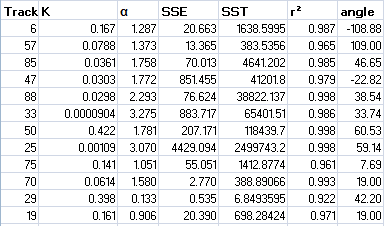 Track K α SSE SST r² angle
6 0.167 1.287 20.663 1638.5995 0.987 -108.88
57 0.0788 1.373 13.365 383.5356 0.965 109.00
85 0.0361 1.758 70.013 4641.202 0.985 46.65
47 0.0303 1.772 851.455 41201.8 0.979 -22.82
88 0.0298 2.293 76.624 38822.137 0.998 38.54
33 0.0000904 3.275 883.717 65401.51 0.986 33.74
50 0.422 1.781 207.171 118439.7 0.998 60.53
25 0.00109 3.070 4429.094 2499743.2 0.998 59.14
75 0.141 1.051 55.051 1412.8774 0.961 7.69
70 0.0614 1.580 2.770 388.89066 0.993 19.00
29 0.398 0.133 0.535 6.8493595 0.922 42.20
19 0.161 0.906 20.390 698.28424 0.971 19.00